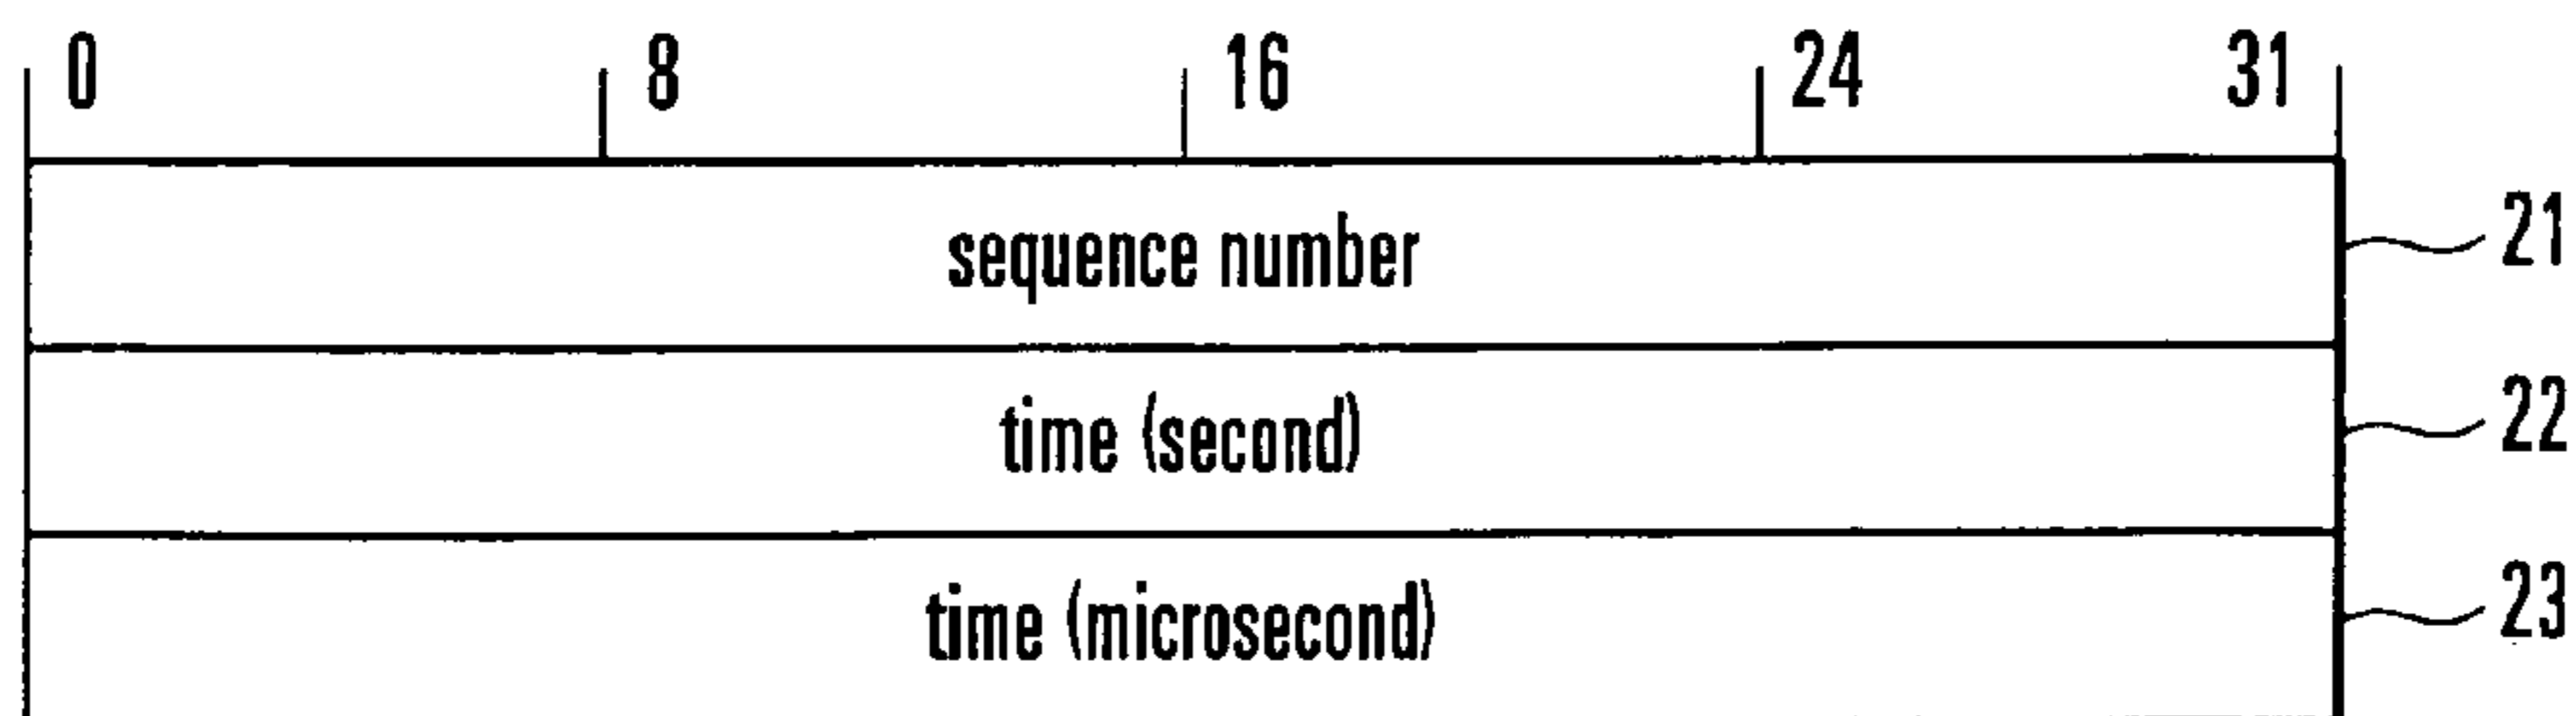 0 8 16 24 31
sequence number 21
time (second) 22
time (microsecond) 23